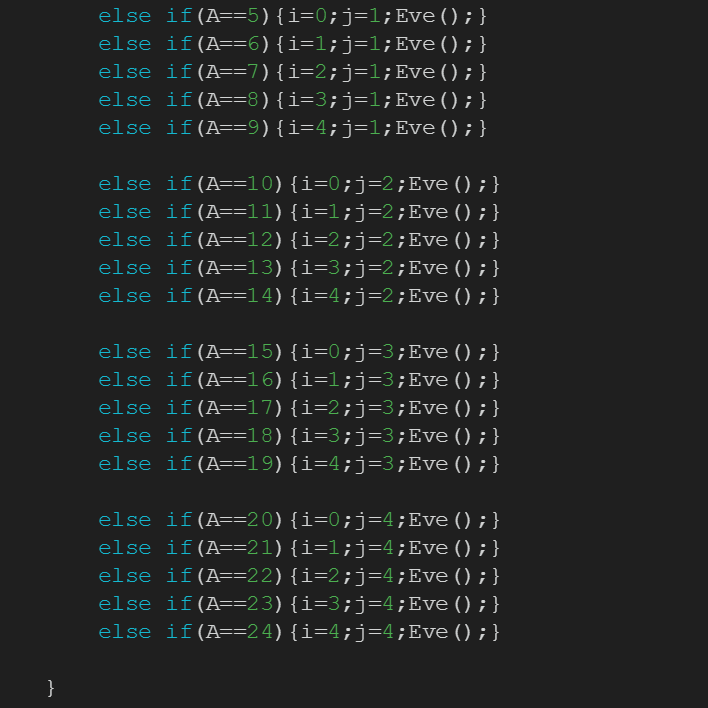 else if(A==5){i=0;j=1;Eve();}
else if(A==6){i=1;j=1;Eve();}
else if(A==7){i=2;j=1;Eve();}
else if(A==8){i=3;j=1;Eve();}
else if(A==9){i=4;j=1;Eve();}
else if(A==10){i=0;j=2;Eve();}
else if(A==11){i=1;j=2;Eve();}
else if(A==12){i=2;j=2;Eve();}
else if(A==13){i=3;j=2;Eve();}
else if(A==14){i=4;j=2;Eve();}
else if(A==15){i=0;j=3;Eve();}
else if(A==16){i=1;j=3;Eve();}
else if(A==17){i=2;j=3;Eve();}
else if(A==18){i=3;j=3;Eve();}
else if(A==19){i=4;j=3;Eve();}
else if(A==20){i=0;j=4;Eve();}
else if(A==21){i=1;j=4;Eve();}
else if(A==22){i=2;j=4;Eve();}
else if(A==23){i=3;j=4;Eve();}
else if(A==24){i=4;j=4;Eve();}
}